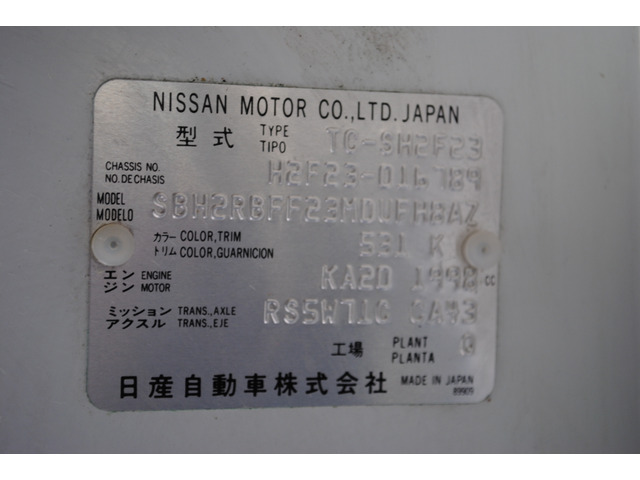 NISSAN MOTOR CO.,LTD. JAPAN
型式 TYPE TIPO TC-SH2F23
CHASSIS NO. NO. DE CHASIS H2F23-016789
MODEL MODELO
カラー COLOR,TRIM トリム COLOR,GUARNICION 531 K
エンジン ENGINE MOTOR KA20 1998 CC
ミッション TRANS.,AXLE アクスル TRANS.,EJE RS5W71C
工場 PLANT PLANTA
日産自動車株式会社 MADE IN JAPAN
89909